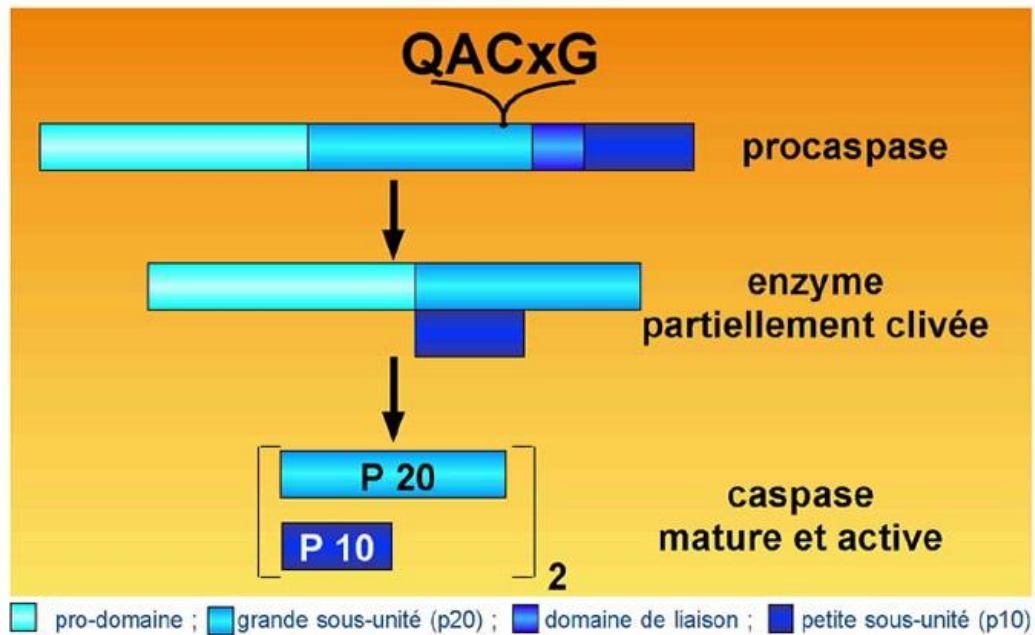 QACxG
procaspase
enzyme
partiellement clivée
P 20
P 10
2
caspase
mature et active
pro-domaine ; grande sous-unité (p20) ; domaine de liaison ; petite sous-unité (p10)